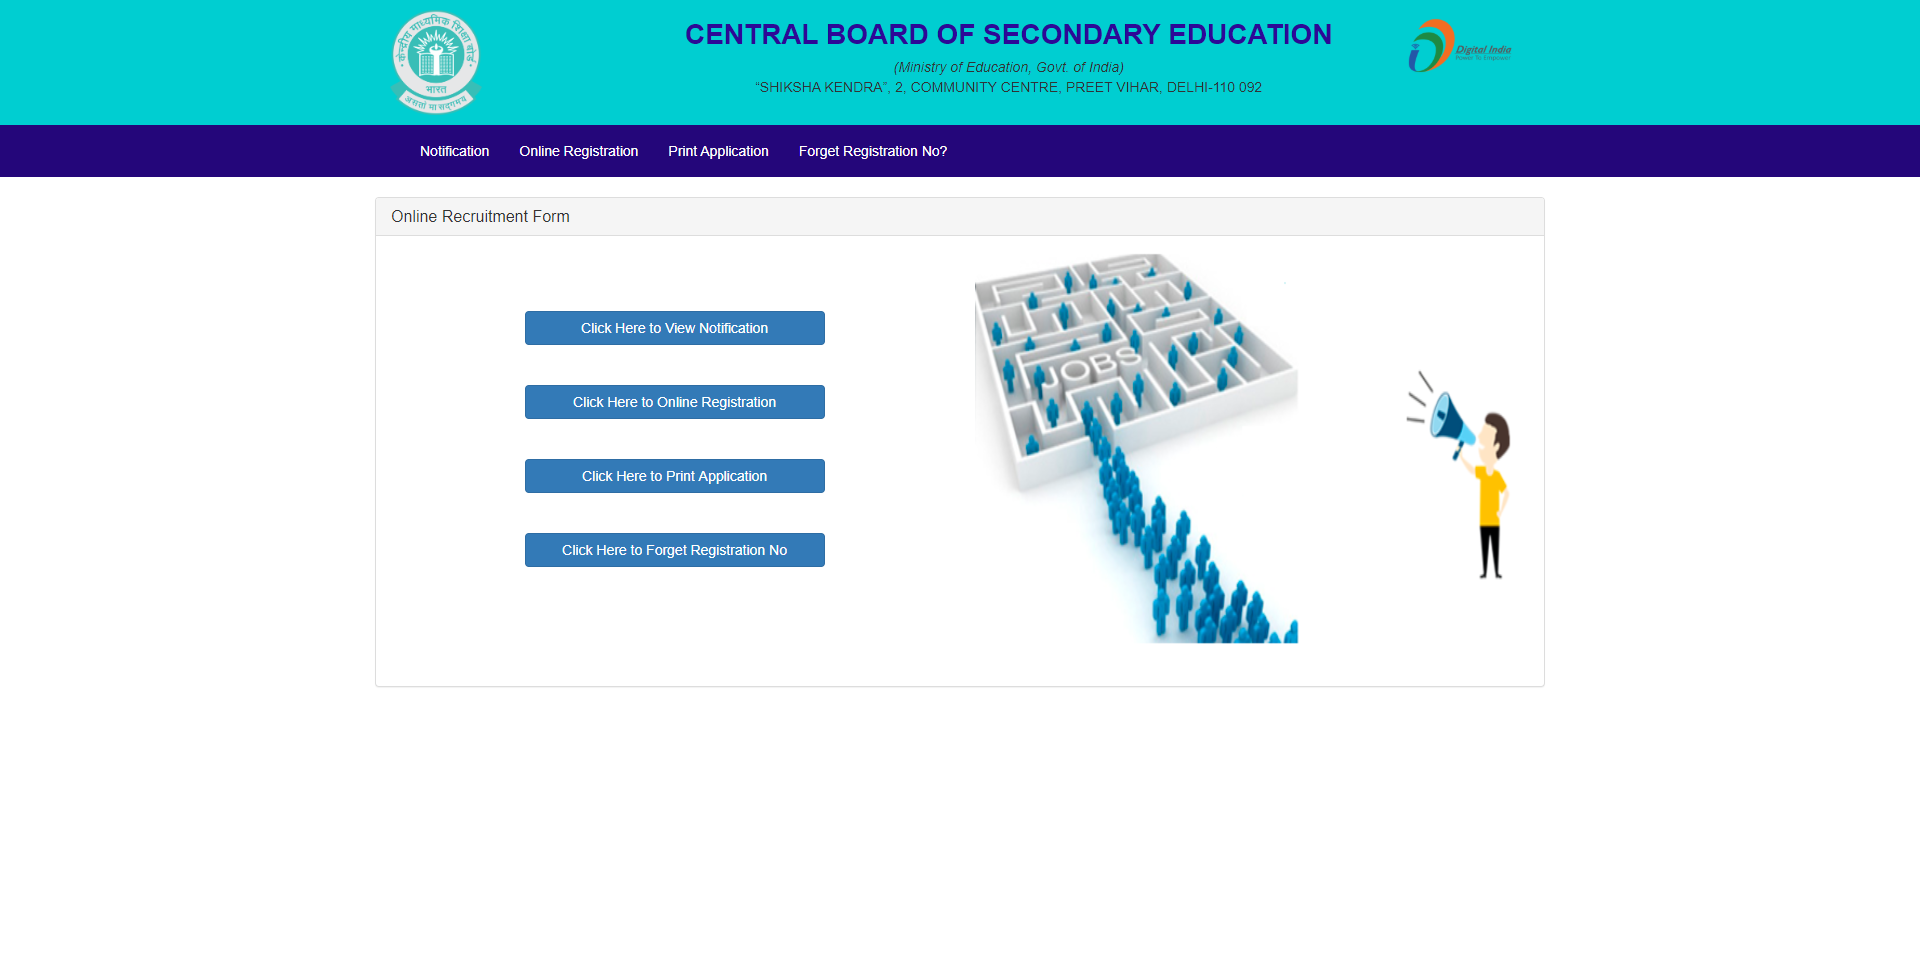 केन्द्रीय माध्यमिक शिक्षा बोर्ड
भारत
असतो मा सद्गमय
CENTRAL BOARD OF SECONDARY EDUCATION
(Ministry of Education, Govt. of India)
“SHIKSHA KENDRA”, 2, COMMUNITY CENTRE, PREET VIHAR, DELHI-110 092
Digital India
Power To Empower
Notification
Online Registration
Print Application
Forget Registration No?
Online Recruitment Form
Click Here to View Notification
Click Here to Online Registration
Click Here to Print Application
Click Here to Forget Registration No
JOBS